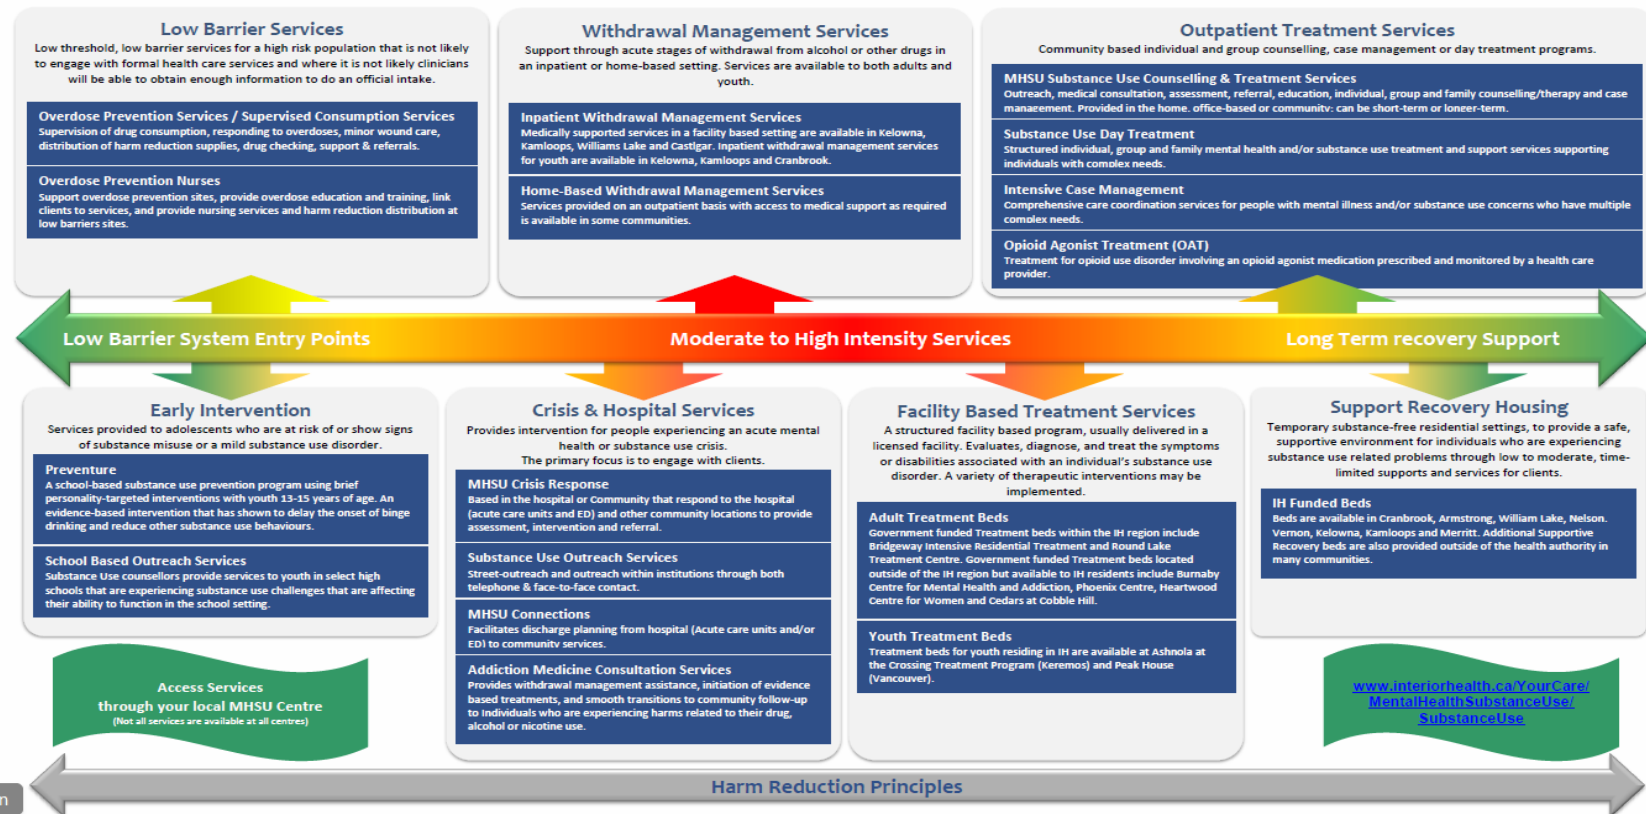 Low Barrier Services
Low threshold, low barrier services for a high risk population that is not likely
to engage with formal health care services and where it is not likely clinicians
will be able to obtain enough information to do an official intake.
Overdose Prevention Services / Supervised Consumption Services
Supervision of drug consumption, responding to overdoses, minor wound care,
distribution of harm reduction supplies, drug checking, support & referrals.
Overdose Prevention Nurses
Support overdose prevention sites, provide overdose education and training, link
clients to services, and provide nursing services and harm reduction distribution at
low barriers sites.
Withdrawal Management Services
Support through acute stages of withdrawal from alcohol or other drugs in
an inpatient or home-based setting. Services are available to both adults and
youth.
Inpatient Withdrawal Management Services
Medically supported services in a facility based setting are available in Kelowna,
Kamloops, Williams Lake and Castlgar. Inpatient withdrawal management services
for youth are available in Kelowna, Kamloops and Cranbrook.
Home-Based Withdrawal Management Services
Services provided on an outpatient basis with access to medical support as required
is available in some communities.
Outpatient Treatment Services
Community based individual and group counselling, case management or day treatment programs.
MHSU Substance Use Counselling & Treatment Services
Outreach, medical consultation, assessment, referral, education, individual, group and family counselling/therapy and case
management. Provided in the home, office-based or community; can be short-term or longer-term.
Substance Use Day Treatment
Structured individual, group and family mental health and/or substance use treatment and support services supporting
individuals with complex needs.
Intensive Case Management
Comprehensive care coordination services for people with mental illness and/or substance use concerns who have multiple
complex needs.
Opioid Agonist Treatment (OAT)
Treatment for opioid use disorder involving an opioid agonist medication prescribed and monitored by a health care
provider.
Low Barrier System Entry Points
Moderate to High Intensity Services
Long Term recovery Support
Early Intervention
Services provided to adolescents who are at risk of or show signs
of substance misuse or a mild substance use disorder.
Preventure
A school-based substance use prevention program using brief
personality-targeted interventions with youth 13-15 years of age. An
evidence-based intervention that has shown to delay the onset of binge
drinking and reduce other substance use behaviours.
School Based Outreach Services
Substance Use counsellors provide services to youth in select high
schools that are experiencing substance use challenges that are affecting
their ability to function in the school setting.
Crisis & Hospital Services
Provides intervention for people experiencing an acute mental
health or substance use crisis.
The primary focus is to engage with clients.
MHSU Crisis Response
Based in the hospital or Community that respond to the hospital
(acute care units and ED) and other community locations to provide
assessment, intervention and referral.
Substance Use Outreach Services
Street-outreach and outreach within institutions through both
telephone & face-to-face contact.
MHSU Connections
Facilitates discharge planning from hospital (Acute care units and/or
ED) to community services.
Addiction Medicine Consultation Services
Provides withdrawal management assistance, initiation of evidence
based treatments, and smooth transitions to community follow-up
to Individuals who are experiencing harms related to their drug,
alcohol or nicotine use.
Facility Based Treatment Services
A structured facility based program, usually delivered in a
licensed facility. Evaluates, diagnose, and treat the symptoms
or disabilities associated with an individual's substance use
disorder. A variety of therapeutic interventions may be
implemented.
Adult Treatment Beds
Government funded Treatment beds within the IH region include
Bridgeway Intensive Residential Treatment and Round Lake
Treatment Centre. Government funded Treatment beds located
outside of the IH region but available to IH residents include Burnaby
Centre for Mental Health and Addiction, Phoenix Centre, Heartwood
Centre for Women and Cedars at Cobble Hill.
Youth Treatment Beds
Treatment beds for youth residing in IH are available at Ashnola at
the Crossing Treatment Program (Keremos) and Peak House
(Vancouver).
Support Recovery Housing
Temporary substance-free residential settings, to provide a safe,
supportive environment for individuals who are experiencing
substance use related problems through low to moderate, time-
limited supports and services for clients.
IH Funded Beds
Beds are available in Cranbrook, Armstrong, William Lake, Nelson.
Vernon, Kelowna, Kamloops and Merritt. Additional Supportive
Recovery beds are also provided outside of the health authority in
many communities.
Access Services
through your local MHSU Centre
(Not all services are available at all centres)
www.interiorhealth.ca/YourCare/
MentalHealthSubstanceUse/
SubstanceUse
Harm Reduction Principles
n